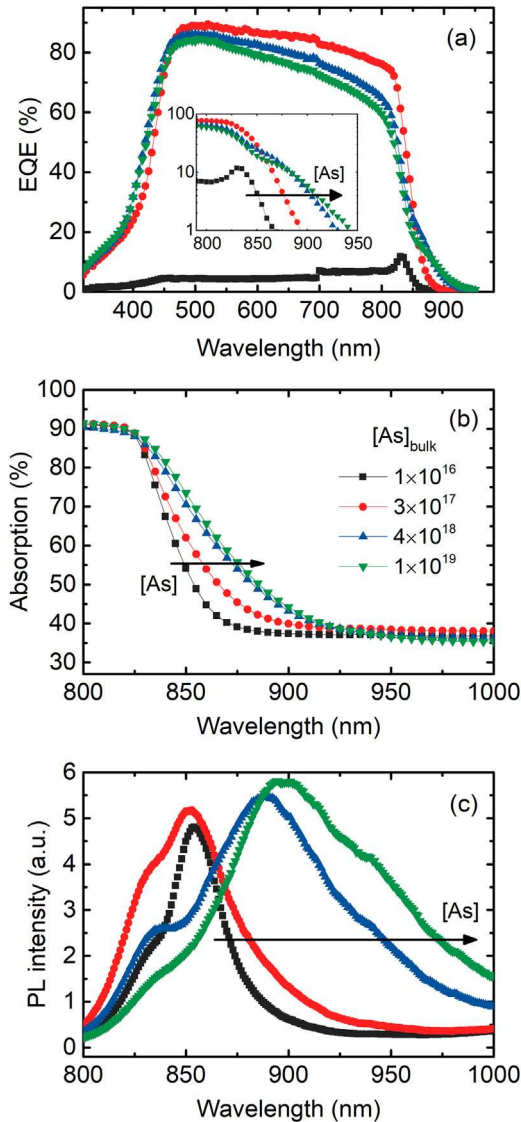 (a)
EQE (%)
80
60
40
20
0
100
10
1
[As]
800 850 900 950
400 500 600 700 800 900
Wavelength (nm)
(b)
Absorption (%)
100
90
80
70
60
50
40
30
[As]bulk
1×10^16
3×10^17
4×10^18
1×10^19
[As]
800 850 900 950 1000
Wavelength (nm)
(c)
PL intensity (a.u.)
6
5
4
3
2
1
0
[As]
800 850 900 950 1000
Wavelength (nm)